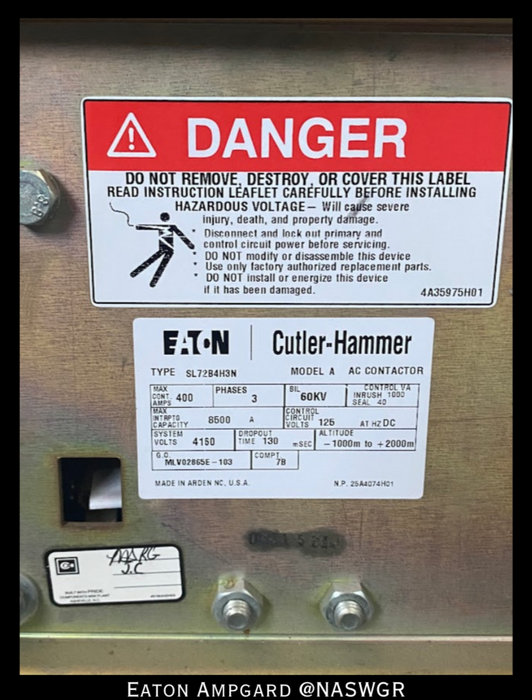 DANGER
DO NOT REMOVE, DESTROY, OR COVER THIS LABEL
READ INSTRUCTION LEAFLET CAREFULLY BEFORE INSTALLING
HAZARDOUS VOLTAGE – Will cause severe
injury, death, and property damage.
* Disconnect and lock out primary and
control circuit power before servicing.
* DO NOT modify or disassemble this device
* Use only factory authorized replacement parts.
* DO NOT install or energize this device
if it has been damaged.
4A35975H01
EATON | Cutler-Hammer
TYPE SL72B4H3N MODEL A AC CONTACTOR
MAX CONT. AMPS 400 PHASES 3 BIL 60KV CONTROL VA INRUSH 1000 SEAL 40
MAX INTRPTG CAPACITY 8500 A CONTROL CIRCUIT VOLTS 125 AT HZ DC
SYSTEM VOLTS 4160 DROPOUT TIME 130 mSEC ALTITUDE -1000m to +2000m
G.O. MLV02865E-103 COMPT. 7B
MADE IN ARDEN NC, U.S.A. N.P. 25A4074H01
J.C
BUILT WITH PRIDE
EATON AMPGARD @NASWGR